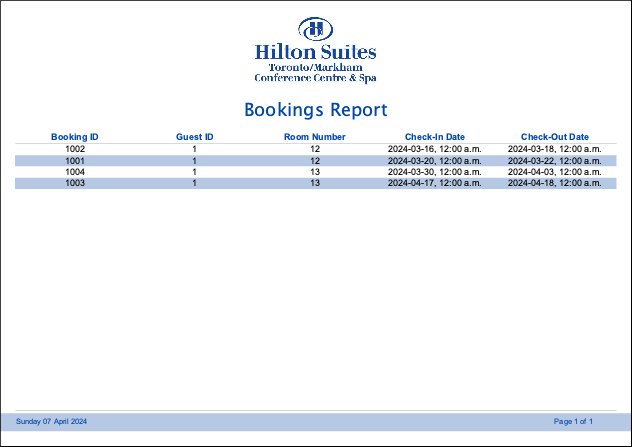 Hilton Suites
Toronto/Markham
Conference Centre & Spa
Bookings Report
Booking ID Guest ID Room Number Check-In Date Check-Out Date
1002 1 12 2024-03-16, 12:00 a.m. 2024-03-18, 12:00 a.m.
1001 1 12 2024-03-20, 12:00 a.m. 2024-03-22, 12:00 a.m.
1004 1 13 2024-03-30, 12:00 a.m. 2024-04-03, 12:00 a.m.
1003 1 13 2024-04-17, 12:00 a.m. 2024-04-18, 12:00 a.m.
Sunday 07 April 2024 Page 1 of 1